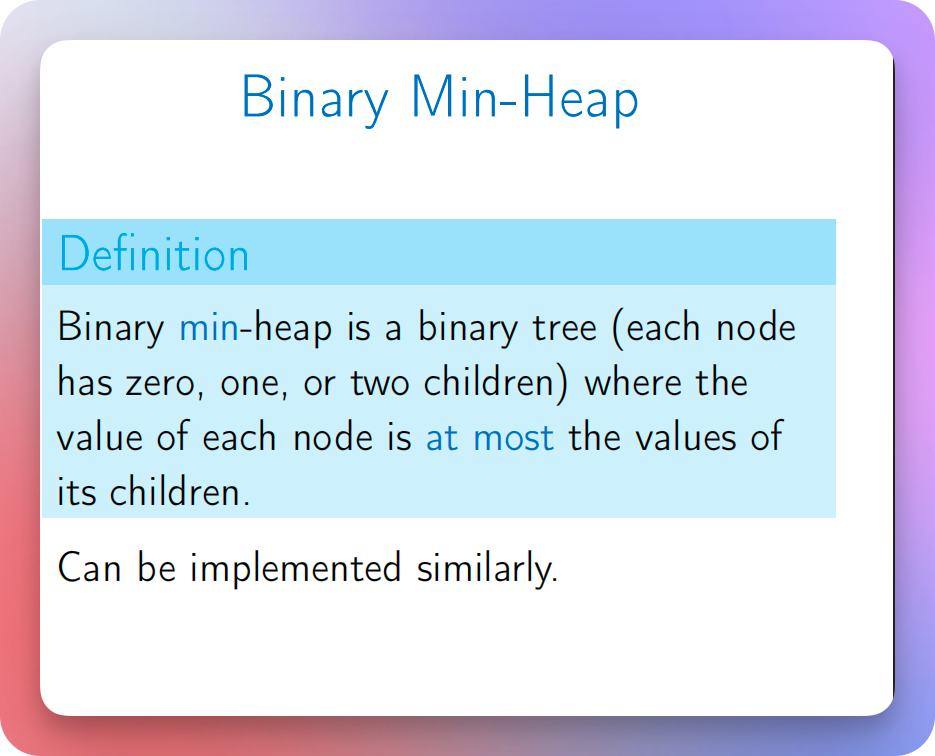 Binary Min-Heap
Definition
Binary min-heap is a binary tree (each node
has zero, one, or two children) where the
value of each node is at most the values of
its children.
Can be implemented similarly.